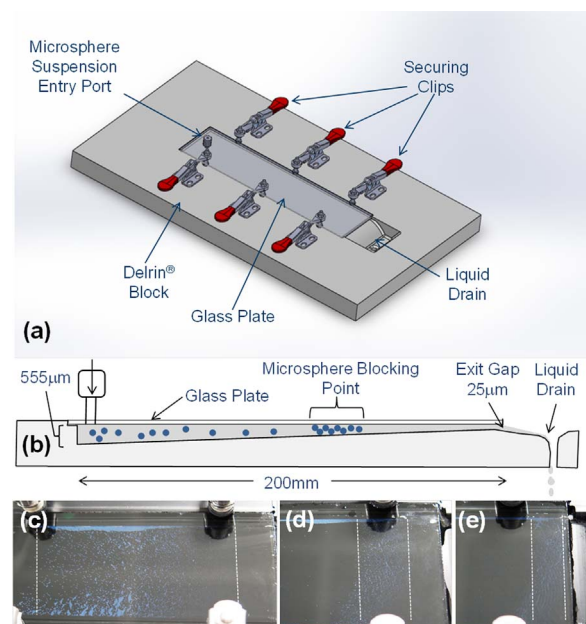 Microsphere
Suspension
Entry Port
Securing
Clips
Delrin®
Block
Glass Plate
Liquid
Drain
(a)
555μm
Glass Plate
Microsphere Blocking
Point
Exit Gap
25μm
Liquid
Drain
(b)
200mm
(c)
(d)
(e)